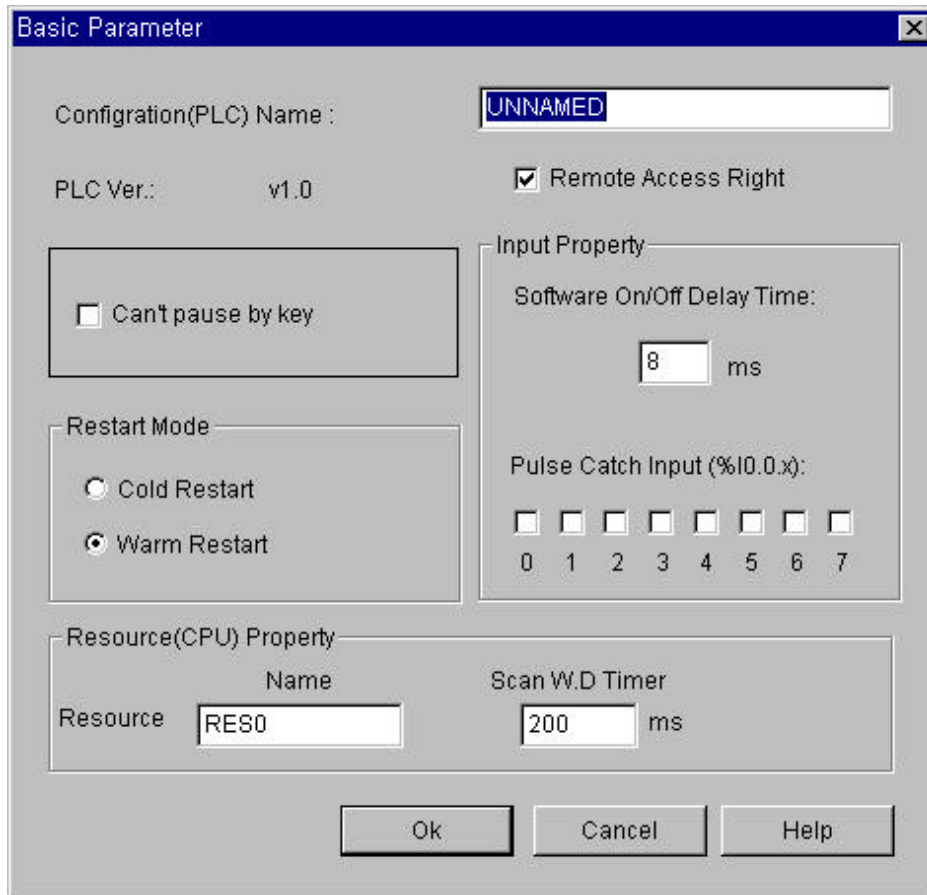 Basic Parameter
Configration(PLC) Name :
UNNAMED
PLC Ver.: v1.0
Remote Access Right
Can't pause by key
Input Property
Software On/Off Delay Time:
8 ms
Restart Mode
Cold Restart
Warm Restart
Pulse Catch Input (%I0.0.x):
0 1 2 3 4 5 6 7
Resource(CPU) Property
Name Scan W.D Timer
Resource RES0 200 ms
Ok Cancel Help